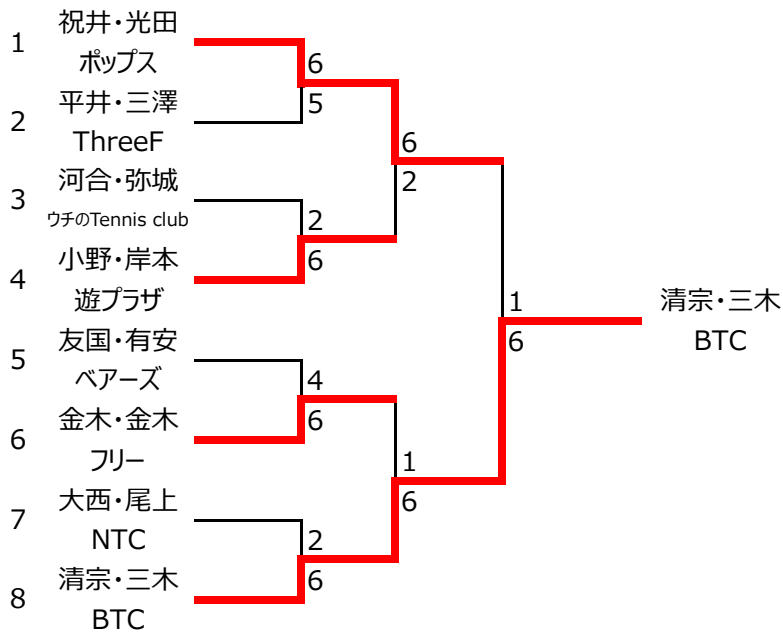 1
祝井・光田
ポップス
2
平井・三澤
ThreeF
3
河合・弥城
ウチのTennis club
4
小野・岸本
遊プラザ
5
友国・有安
ベアーズ
6
金木・金木
フリー
7
大西・尾上
NTC
8
清宗・三木
BTC
6
5
2
6
4
6
2
6
6
2
1
6
1
6
清宗・三木
BTC